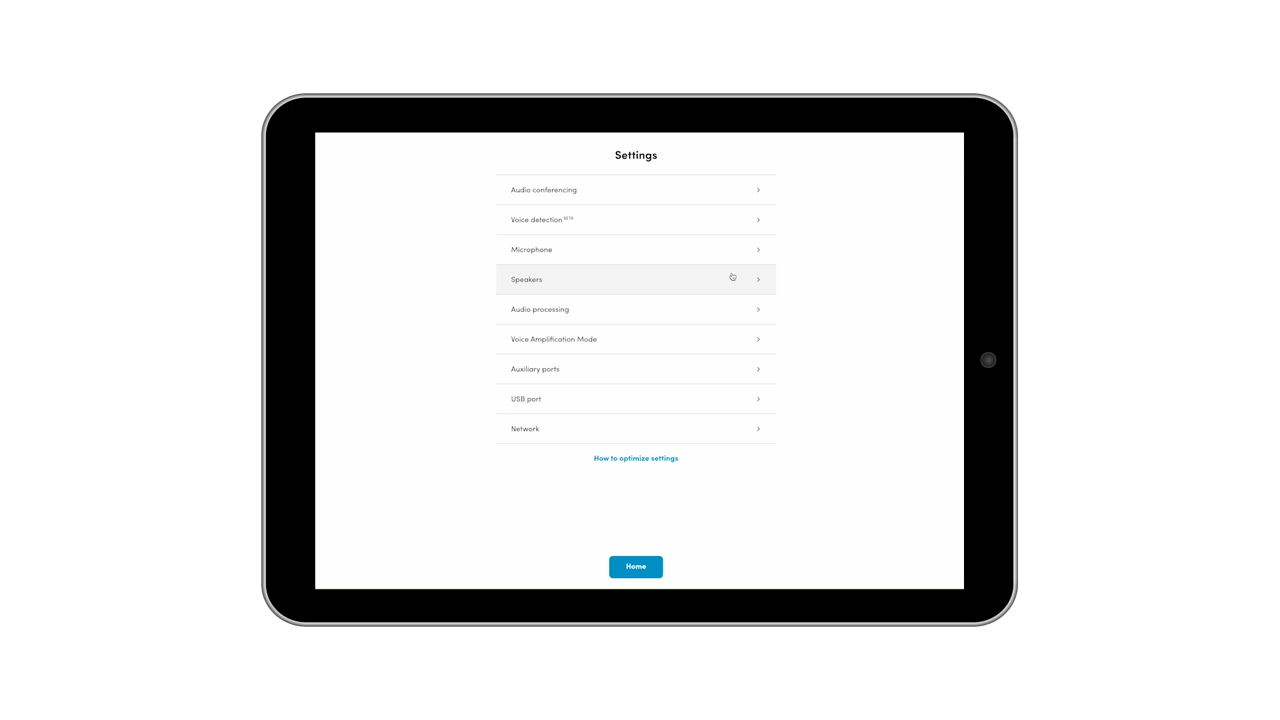 Settings
Audio conferencing
Voice detection BETA
Microphone
Speakers
Audio processing
Voice Amplification Mode
Auxiliary ports
USB port
Network
How to optimize settings
Home